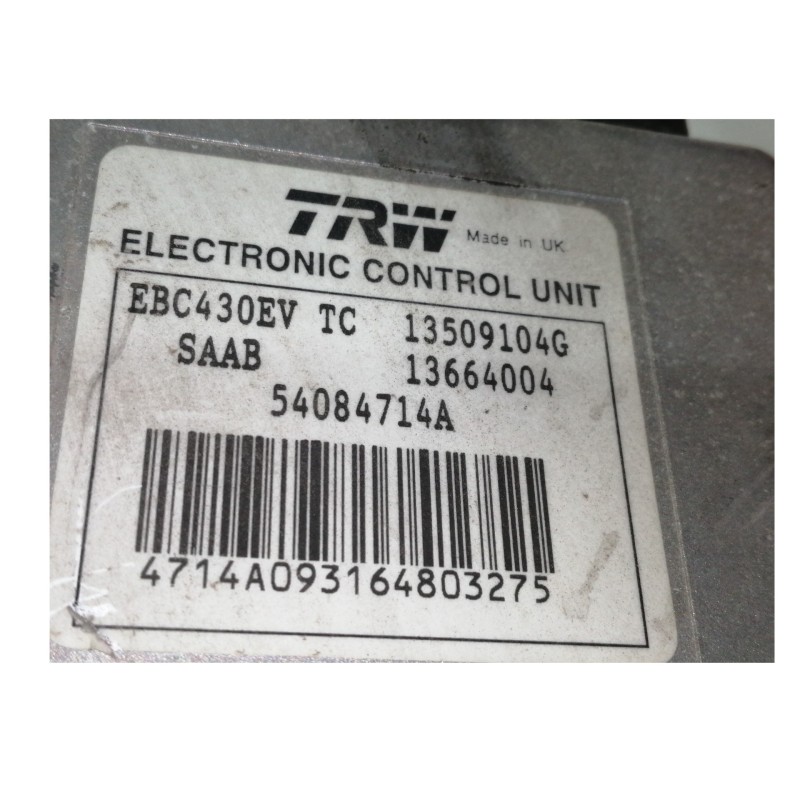 TRW Made in UK
ELECTRONIC CONTROL UNIT
EBC430EV TC 13509104G
SAAB 13664004
54084714A
4714A093164803275